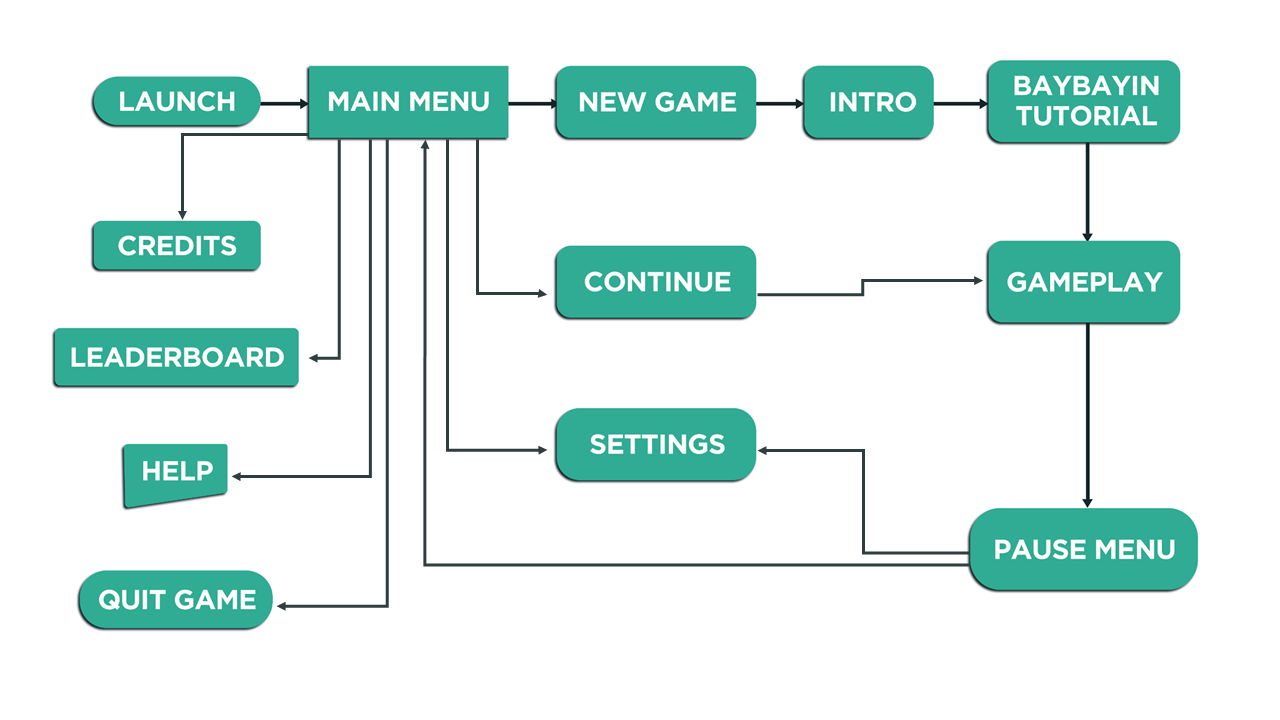 LAUNCH
MAIN MENU
NEW GAME
INTRO
BAYBAYIN
TUTORIAL
CREDITS
CONTINUE
GAMEPLAY
LEADERBOARD
SETTINGS
HELP
PAUSE MENU
QUIT GAME